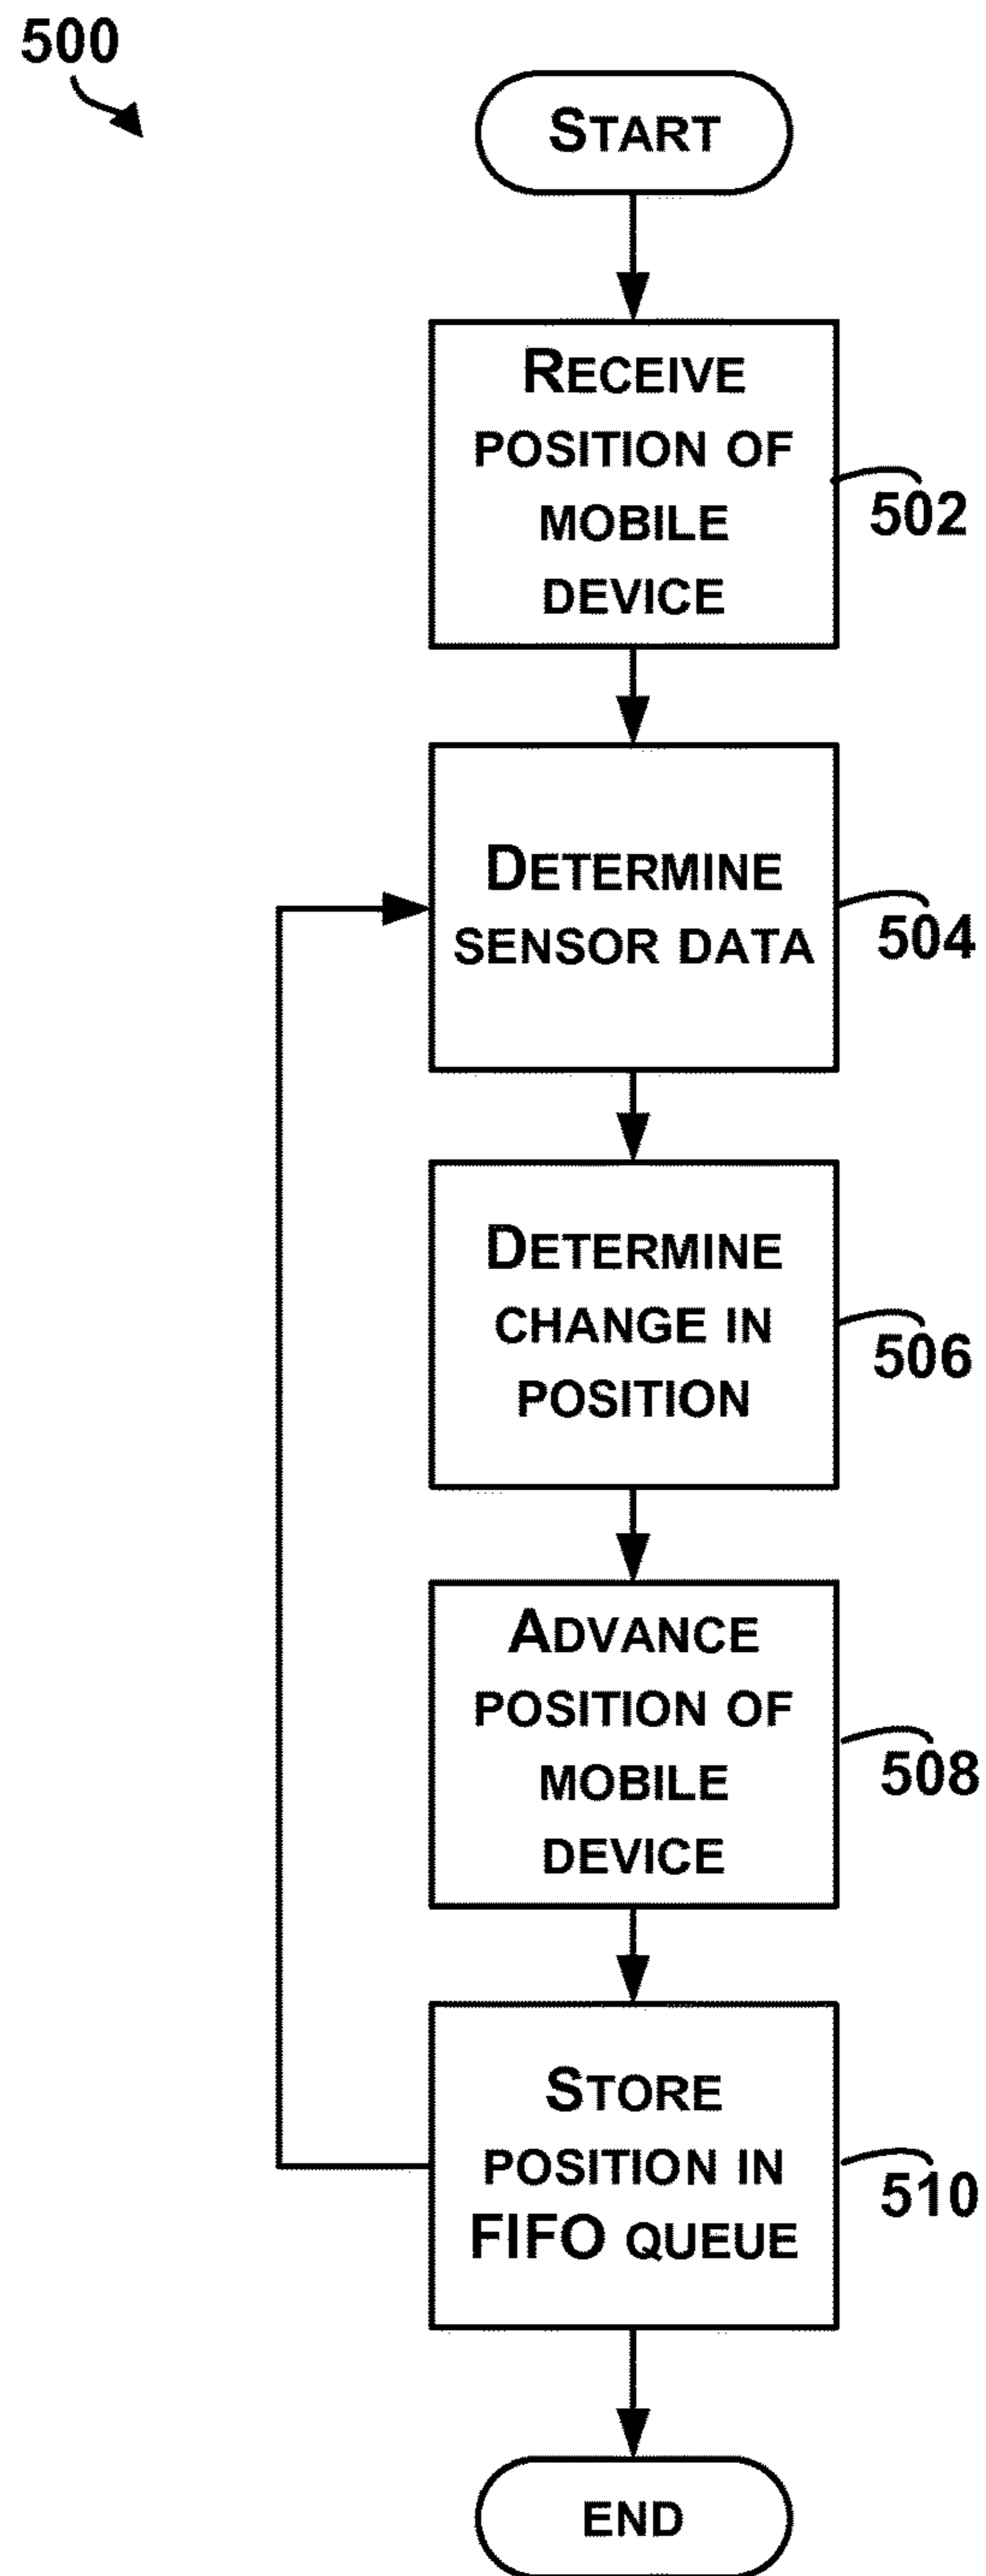 500
START
RECEIVE
POSITION OF
MOBILE
DEVICE
502
DETERMINE
SENSOR DATA
504
DETERMINE
CHANGE IN
POSITION
506
ADVANCE
POSITION OF
MOBILE
DEVICE
508
STORE
POSITION IN
FIFO QUEUE
510
END